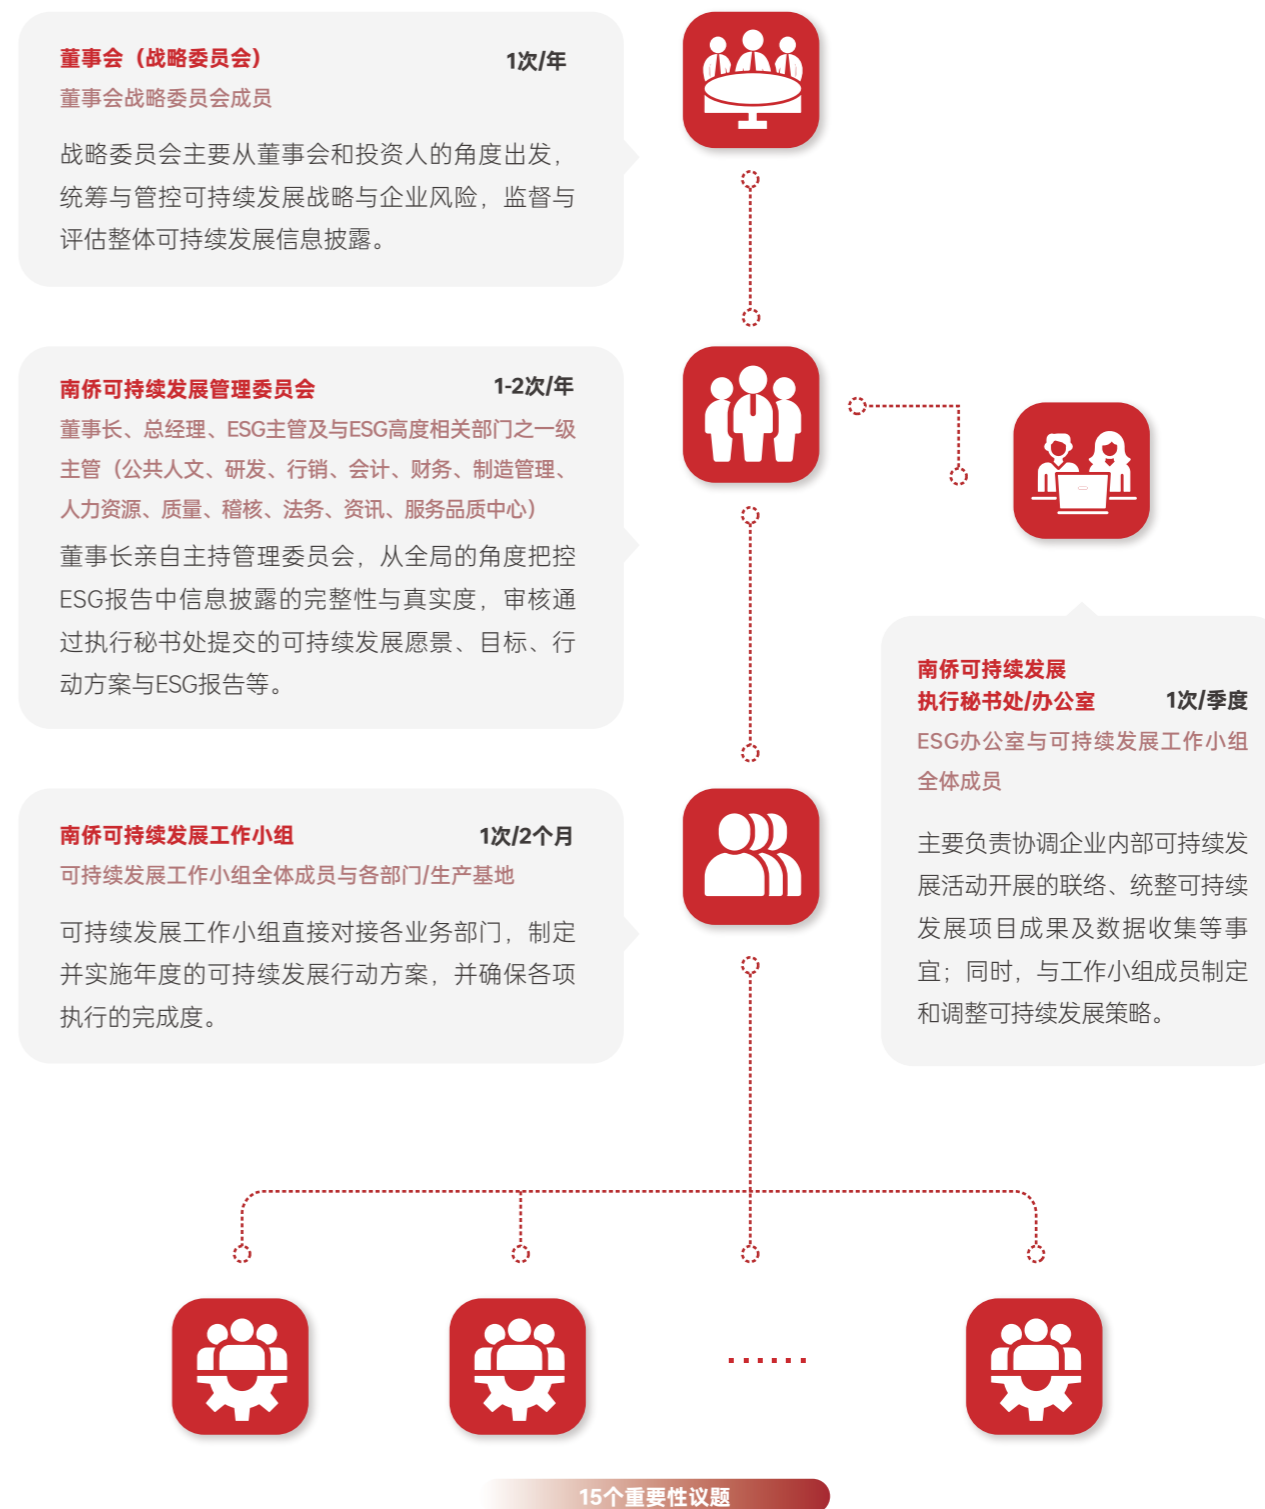 董事会（战略委员会）
1次/年
董事会战略委员会成员
战略委员会主要从董事会和投资人的角度出发，
统筹与管控可持续发展战略与企业风险，监督与
评估整体可持续发展信息披露。
南侨可持续发展管理委员会
1-2次/年
董事长、总经理、ESG主管及与ESG高度相关部门之一级
主管（公共人文、研发、行销、会计、财务、制造管理、
人力资源、质量、稽核、法务、资讯、服务品质中心）
董事长亲自主持管理委员会，从全局的角度把控
ESG报告中信息披露的完整性与真实度，审核通
过执行秘书处提交的可持续发展愿景、目标、行
动方案与ESG报告等。
南侨可持续发展
执行秘书处/办公室
1次/季度
ESG办公室与可持续发展工作小组
全体成员
主要负责协调企业内部可持续发
展活动开展的联络、统整可持续
发展项目成果及数据收集等事
宜；同时，与工作小组成员制定
和调整可持续发展策略。
南侨可持续发展工作小组
1次/2个月
可持续发展工作小组全体成员与各部门/生产基地
可持续发展工作小组直接对接各业务部门，制定
并实施年度的可持续发展行动方案，并确保各项
执行的完成度。
15个重要性议题